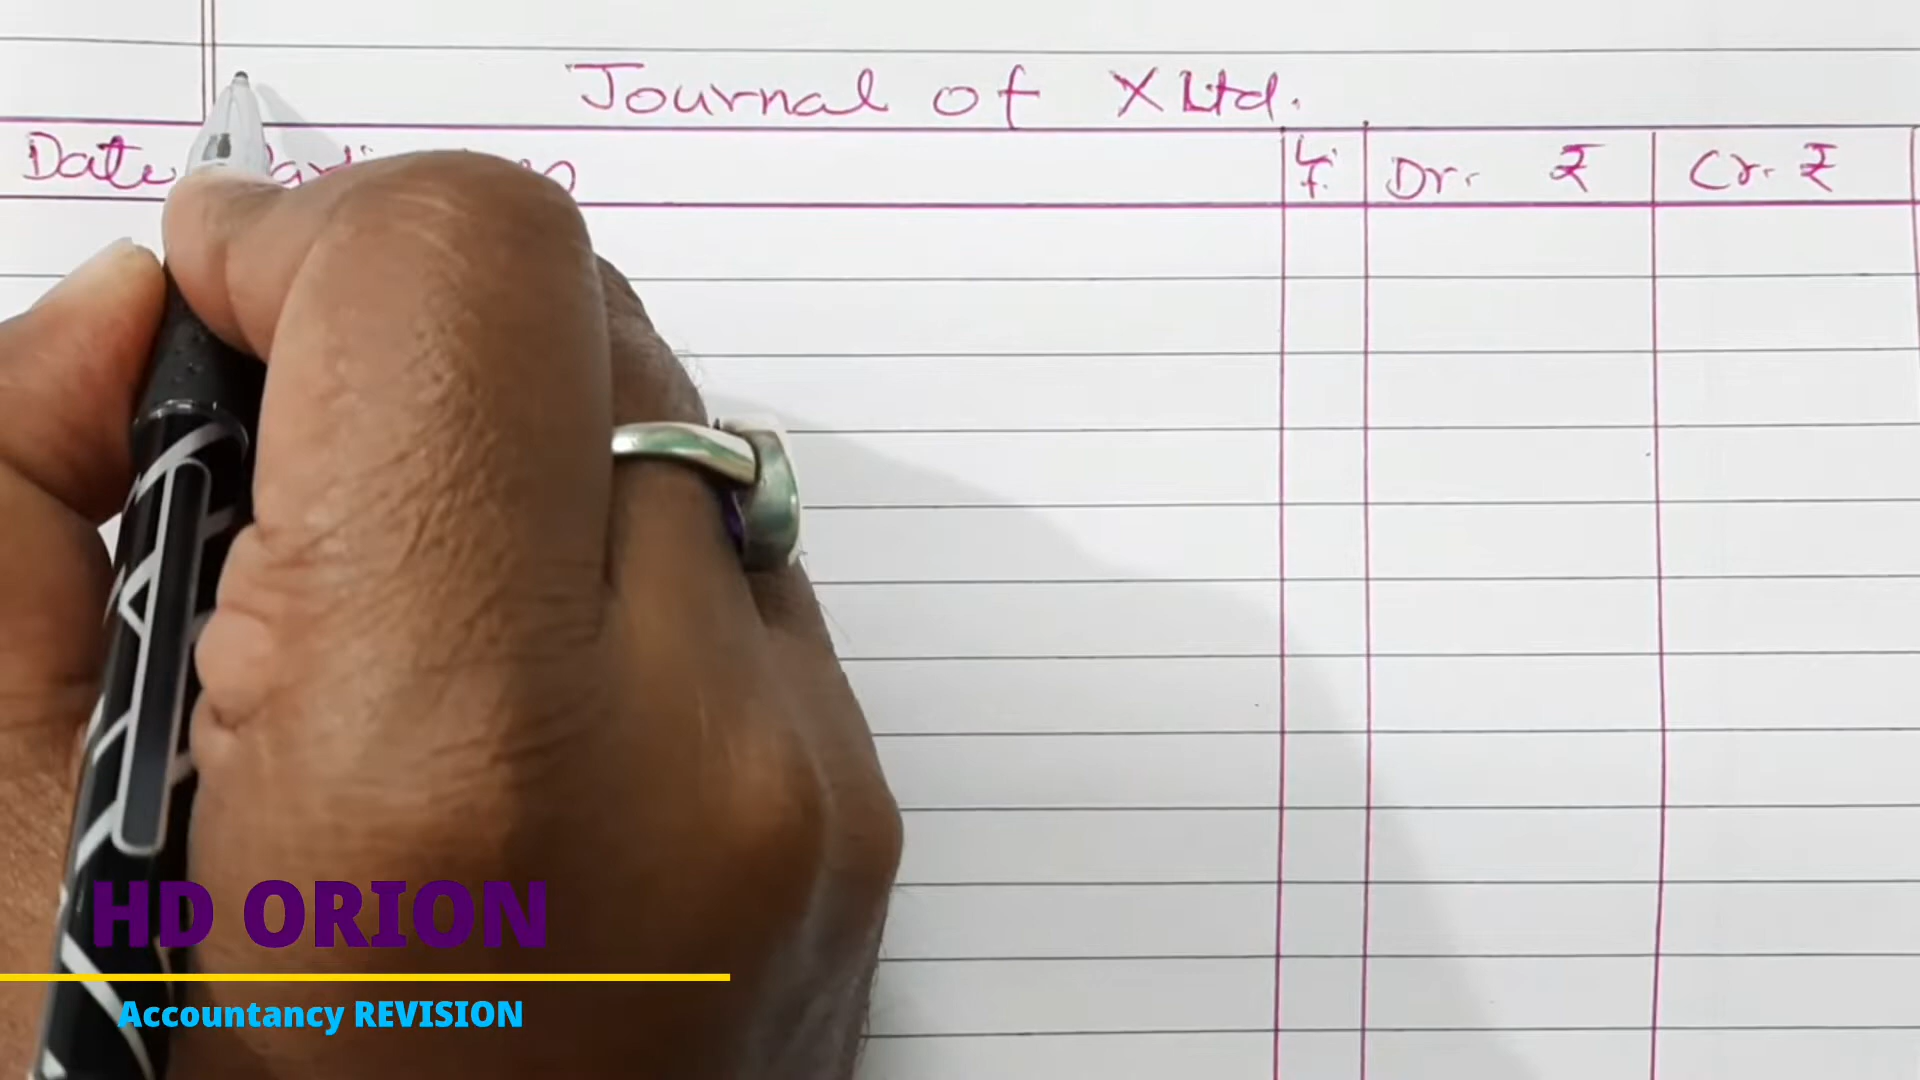 Journal of X Ltd.
Date L.F. Dr. ₹ Cr. ₹
HD ORION
Accountancy REVISION